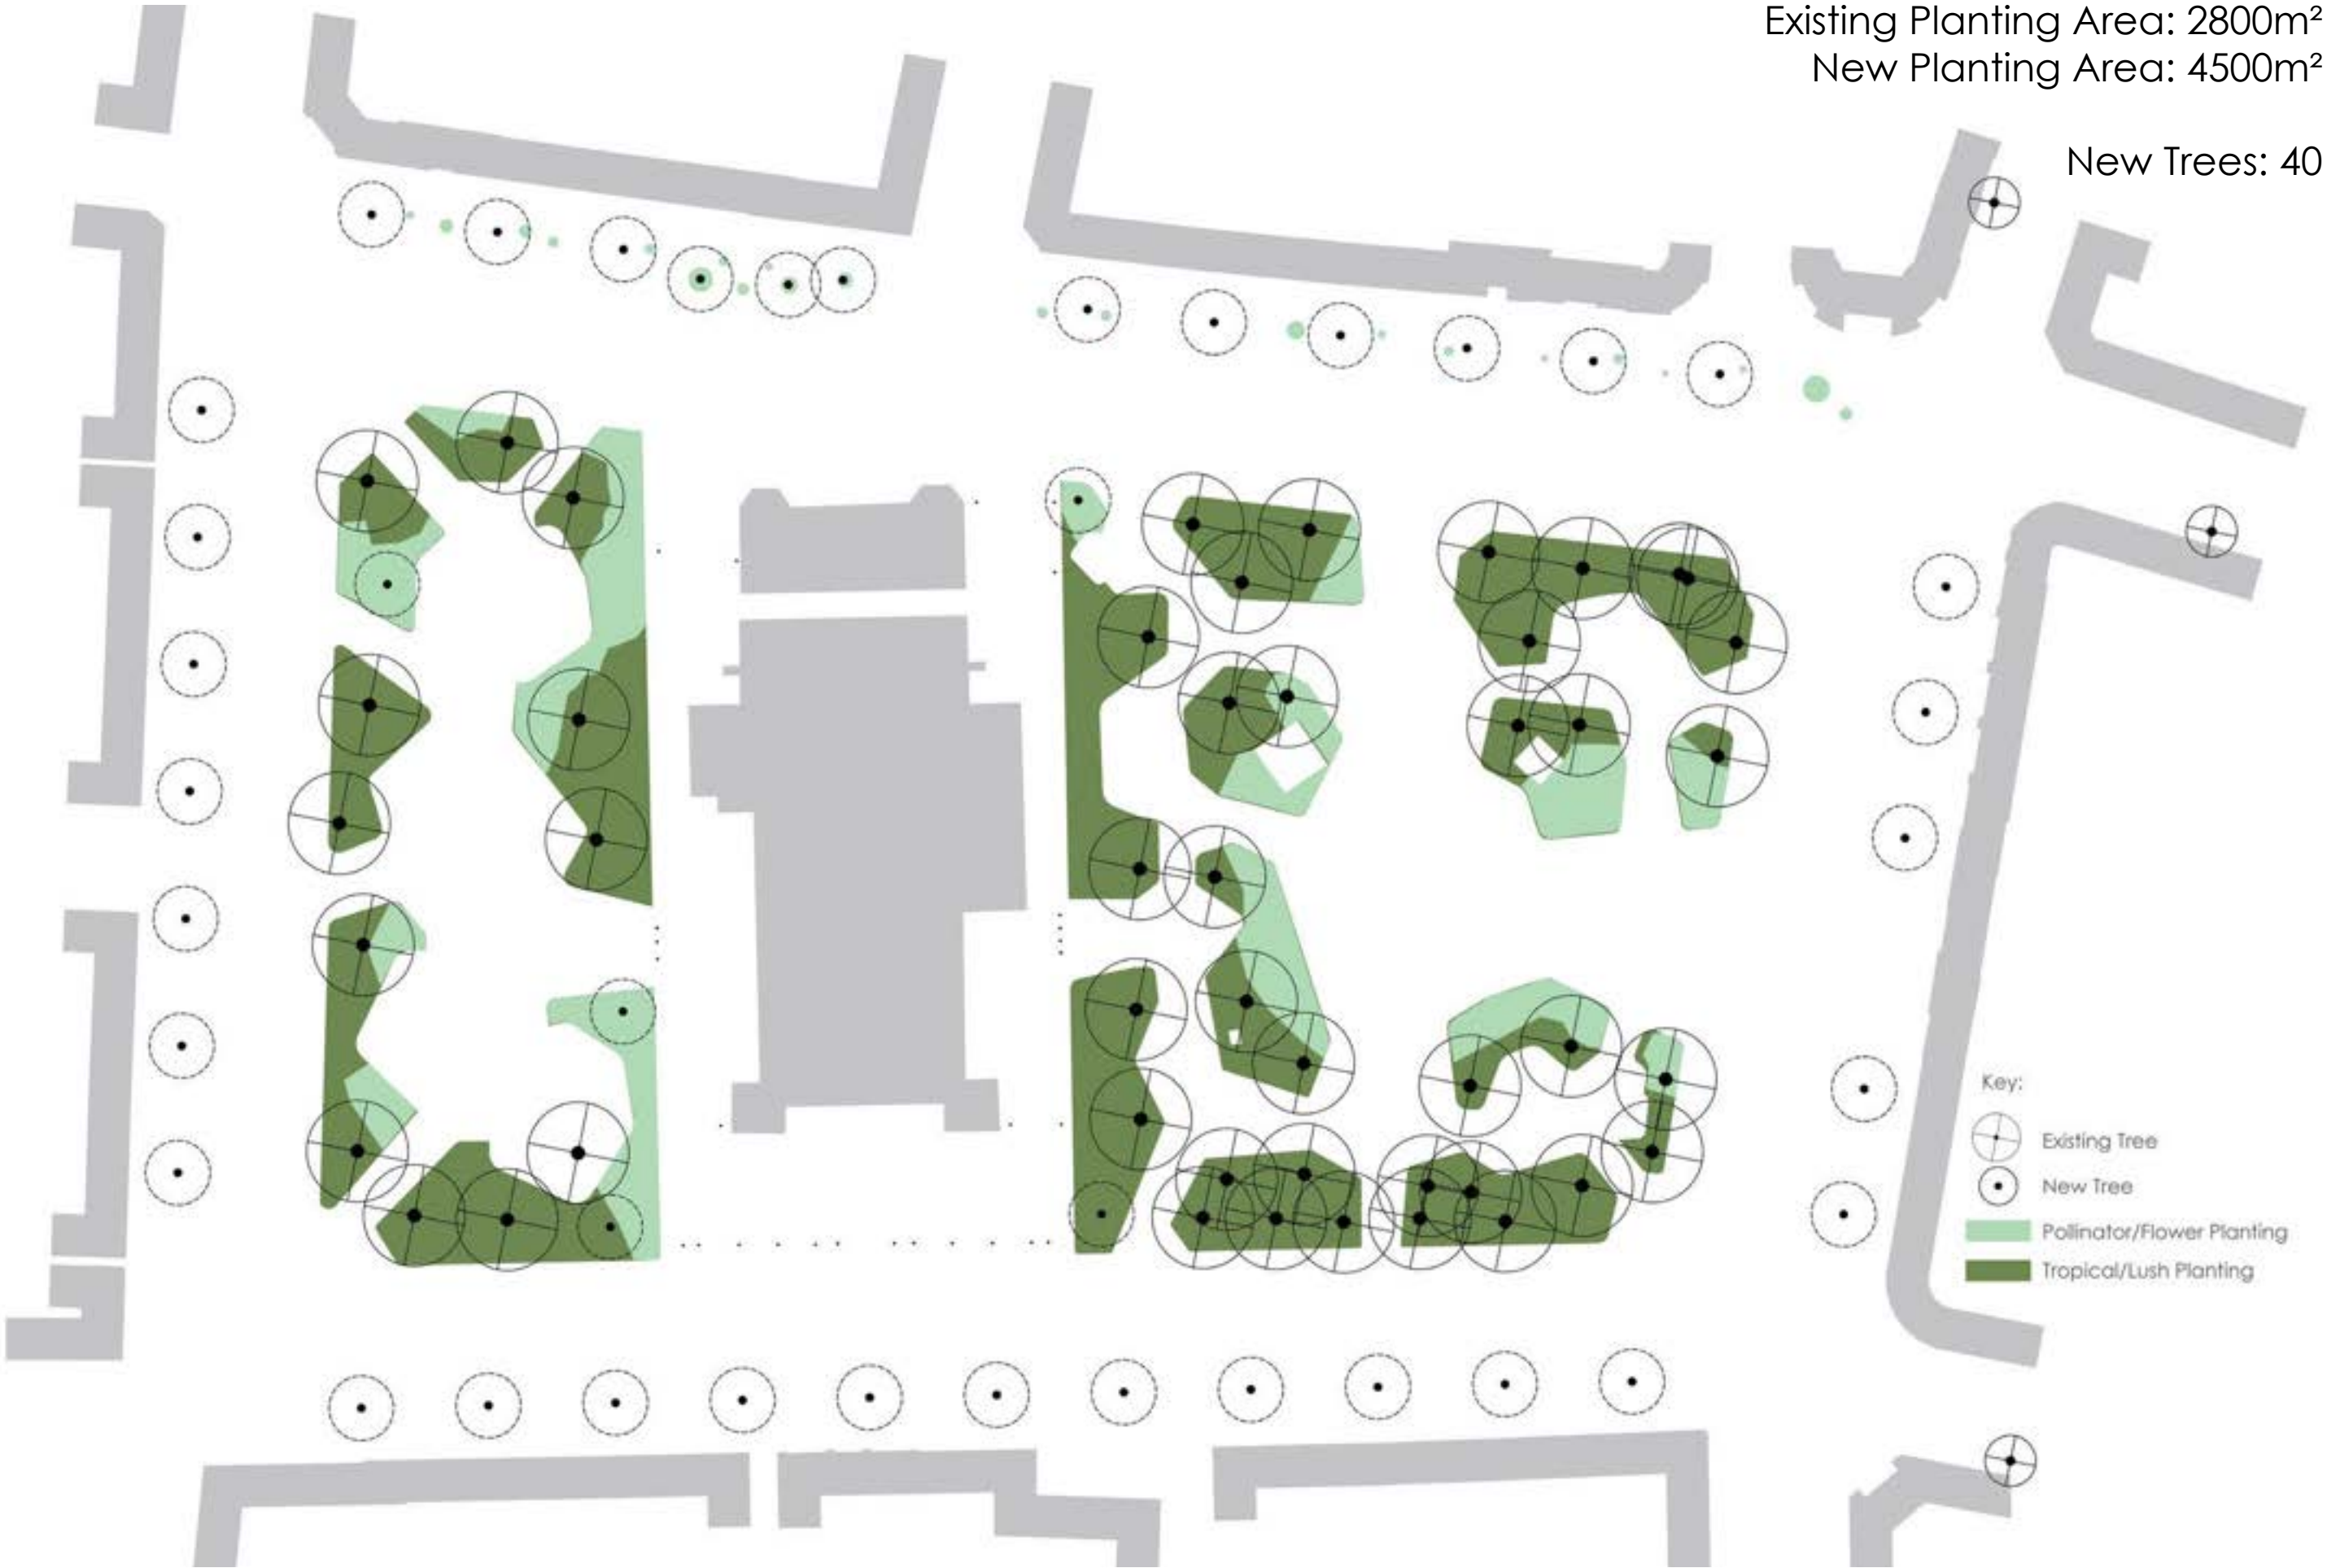 Existing Planting Area: 2800m²
New Planting Area: 4500m²
New Trees: 40
Key:
Existing Tree
New Tree
Pollinator/Flower Planting
Tropical/Lush Planting